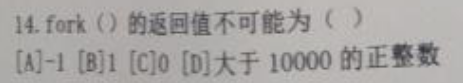 14. fork()的返回值不可能为( )
[A]-1 [B]1 [C]0 [D]大于 10000 的正整数